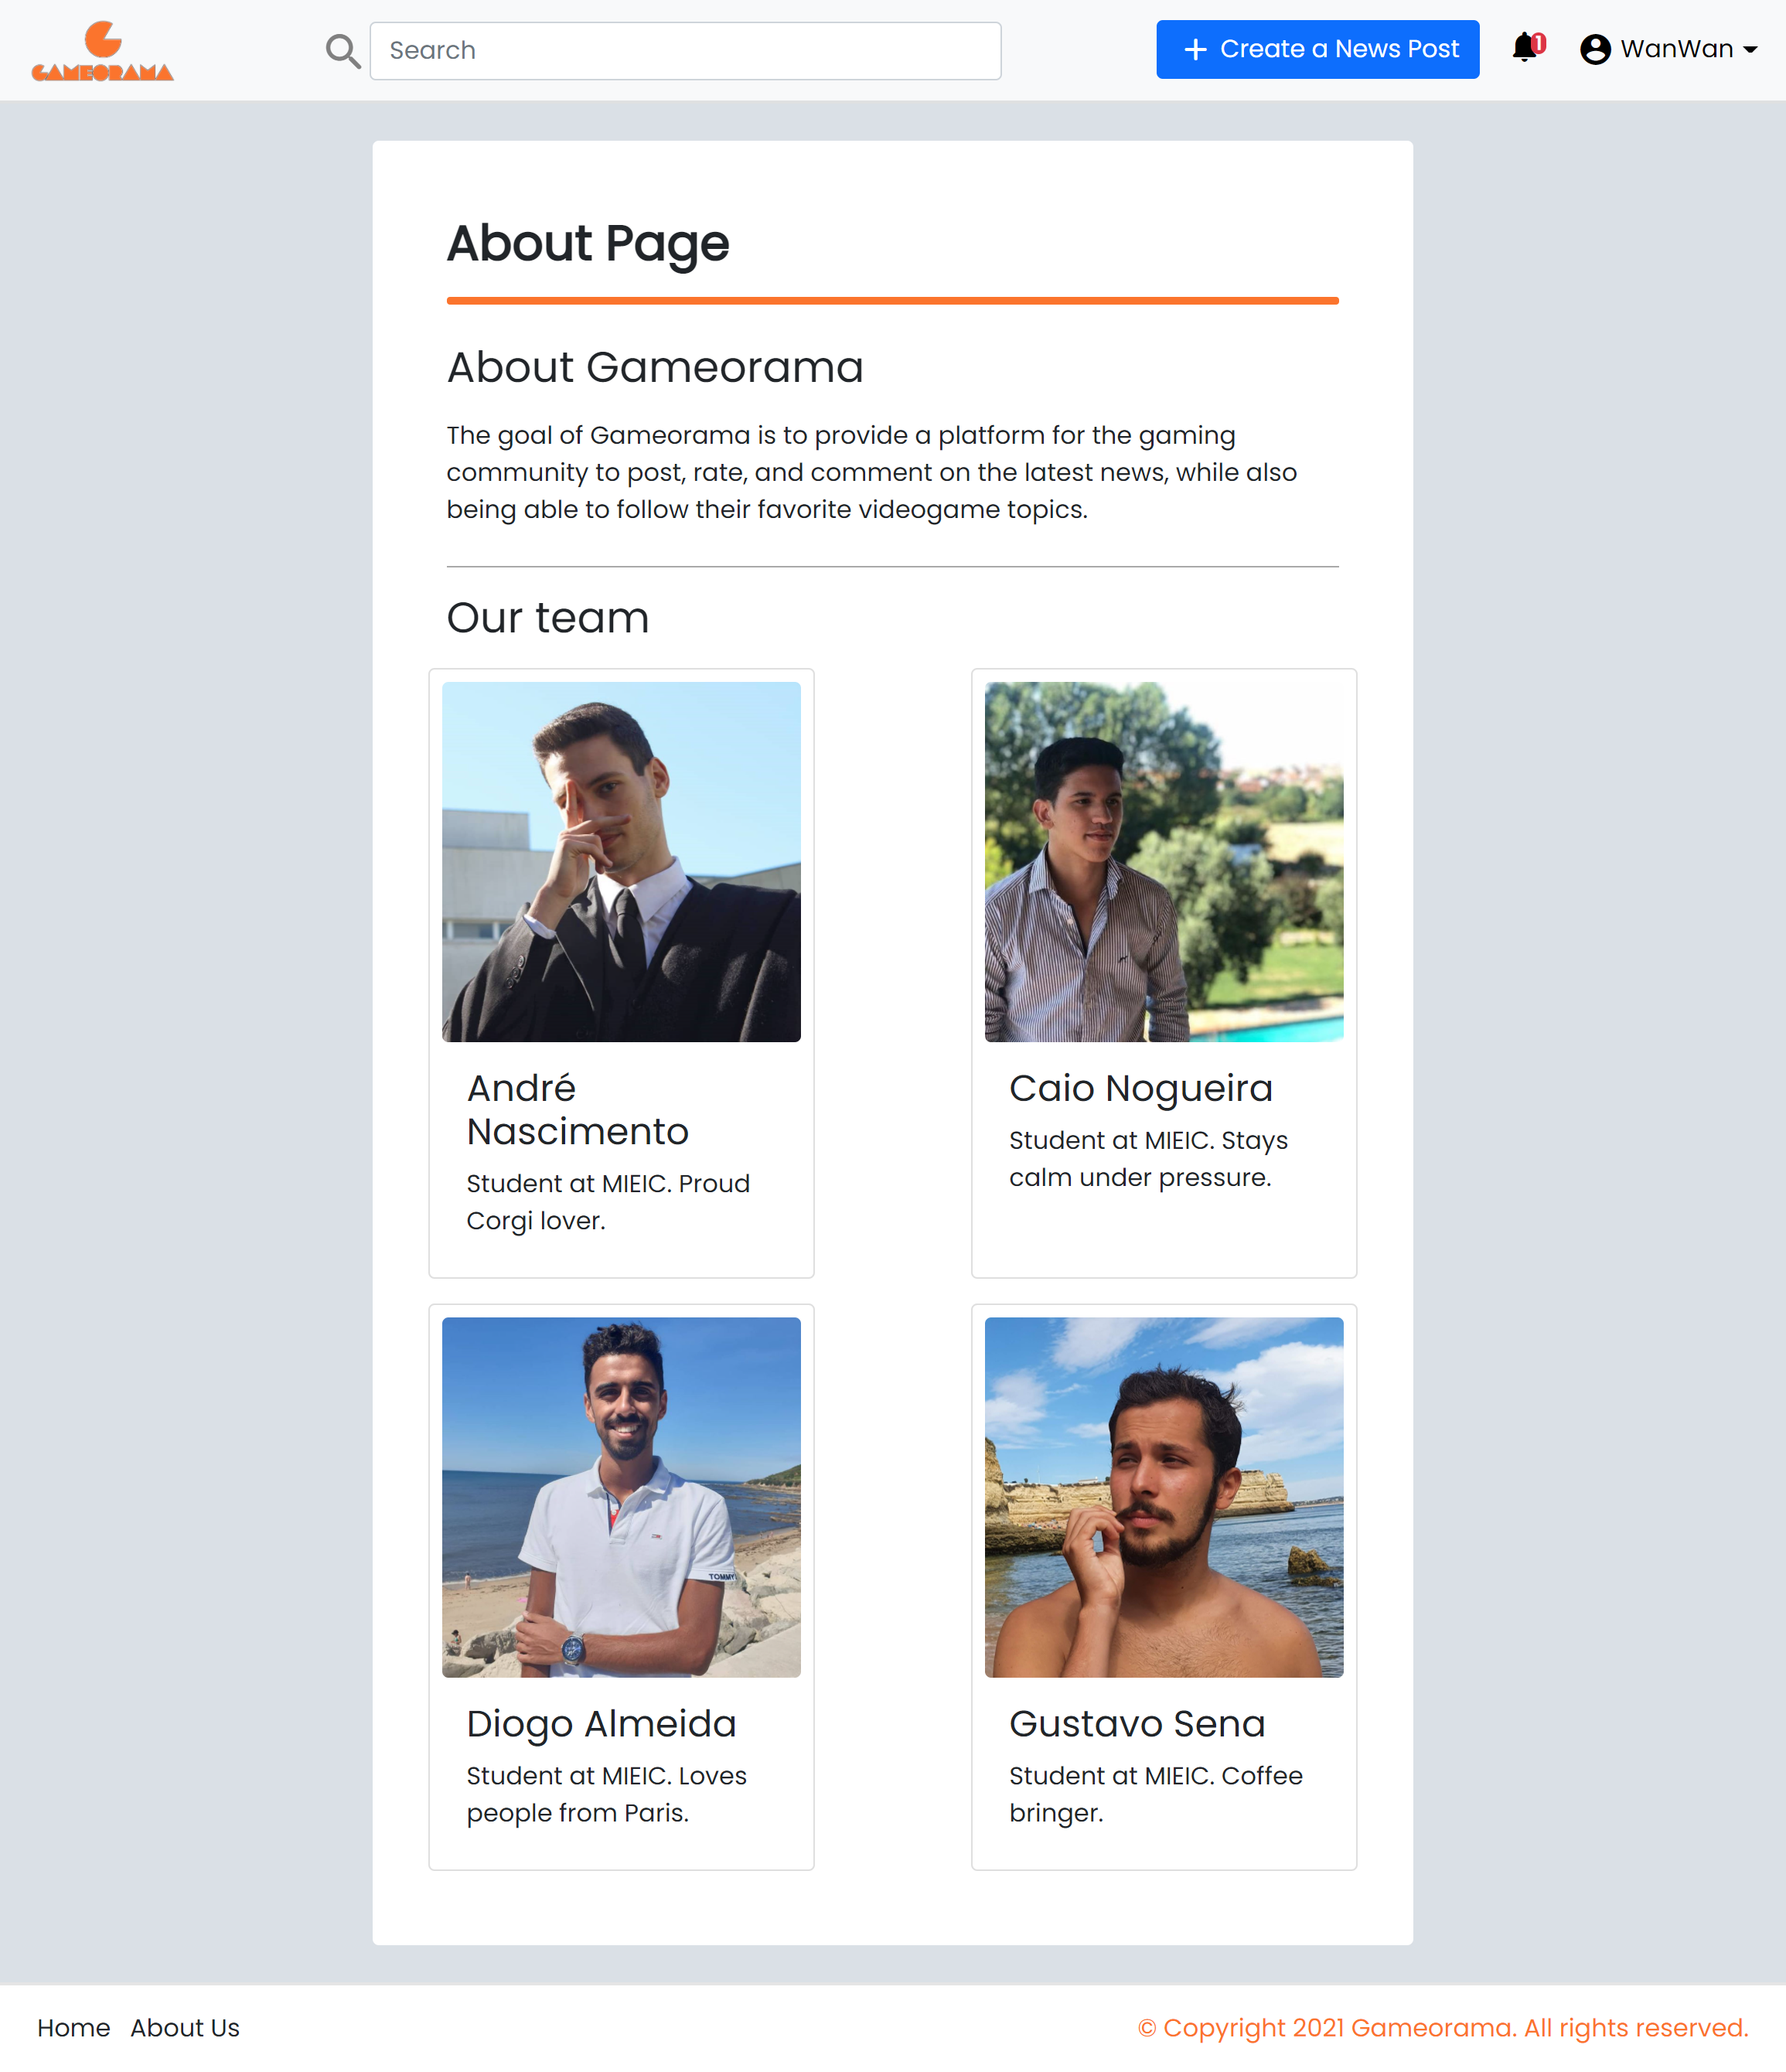 GAMEORAMA
Search
Create a News Post
1
WanWan
About Page
About Gameorama
The goal of Gameorama is to provide a platform for the gaming
community to post, rate, and comment on the latest news, while also
being able to follow their favorite videogame topics.
Our team
André
Nascimento
Student at MIEIC. Proud
Corgi lover.
Caio Nogueira
Student at MIEIC. Stays
calm under pressure.
TOMMY
Diogo Almeida
Student at MIEIC. Loves
people from Paris.
Gustavo Sena
Student at MIEIC. Coffee
bringer.
Home About Us
© Copyright 2021 Gameorama. All rights reserved.